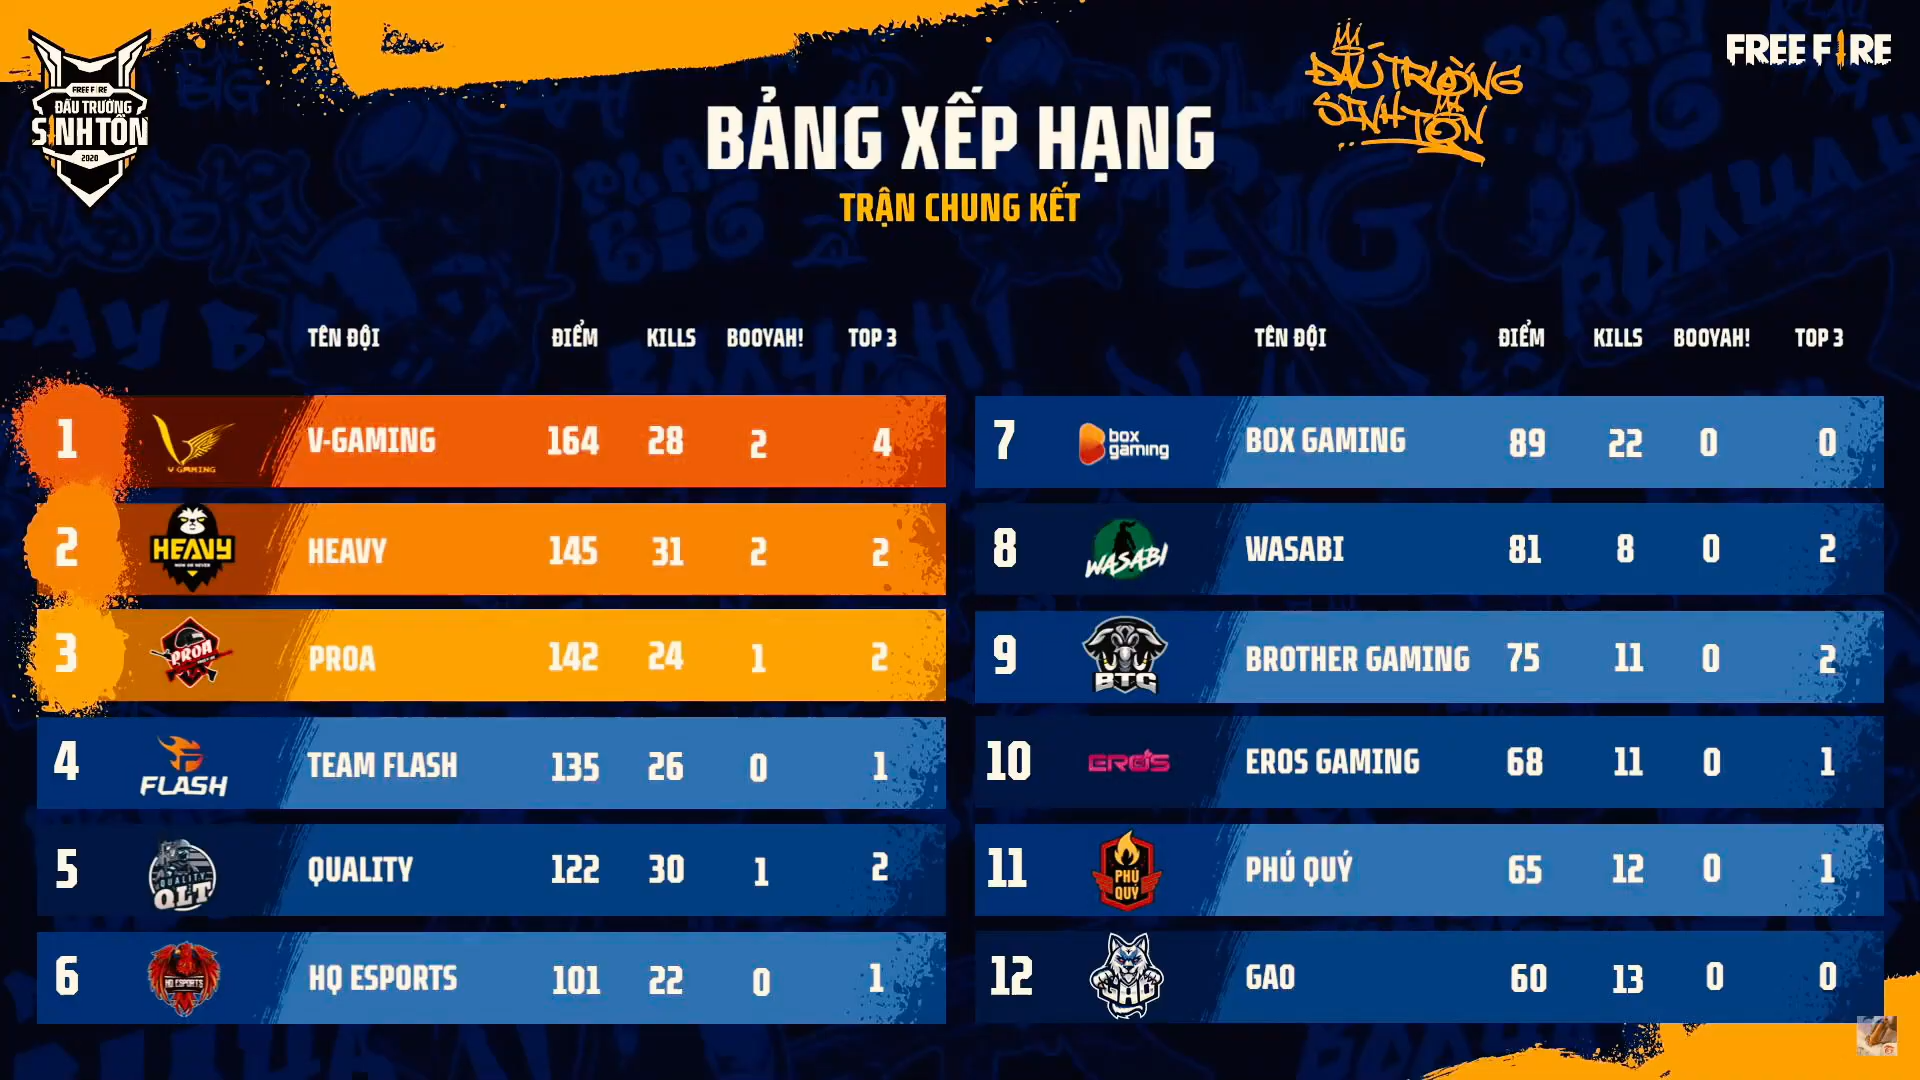 FREE FIRE
ĐẤU TRƯỜNG
SINH TỒN
2020
ĐẤU TRƯỜNG
SINH TỒN
FREE FIRE
BẢNG XẾP HẠNG
TRẬN CHUNG KẾT
TÊN ĐỘI ĐIỂM KILLS BOOYAH! TOP 3
1 V GAMING V-GAMING 164 28 2 4
2 HEAVY NOW OR NEVER HEAVY 145 31 2 2
3 PROA PROA 142 24 1 2
4 FLASH TEAM FLASH 135 26 0 1
5 QUALITY QLT QUALITY 122 30 1 2
6 HQ ESPORTS HQ ESPORTS 101 22 0 1
TÊN ĐỘI ĐIỂM KILLS BOOYAH! TOP 3
7 box gaming BOX GAMING 89 22 0 0
8 WASABI WASABI 81 8 0 2
9 BTG BROTHER GAMING 75 11 0 2
10 EROS EROS GAMING 68 11 0 1
11 PHÚ QUÝ PHÚ QUÝ 65 12 0 1
12 GAO GAO 60 13 0 0